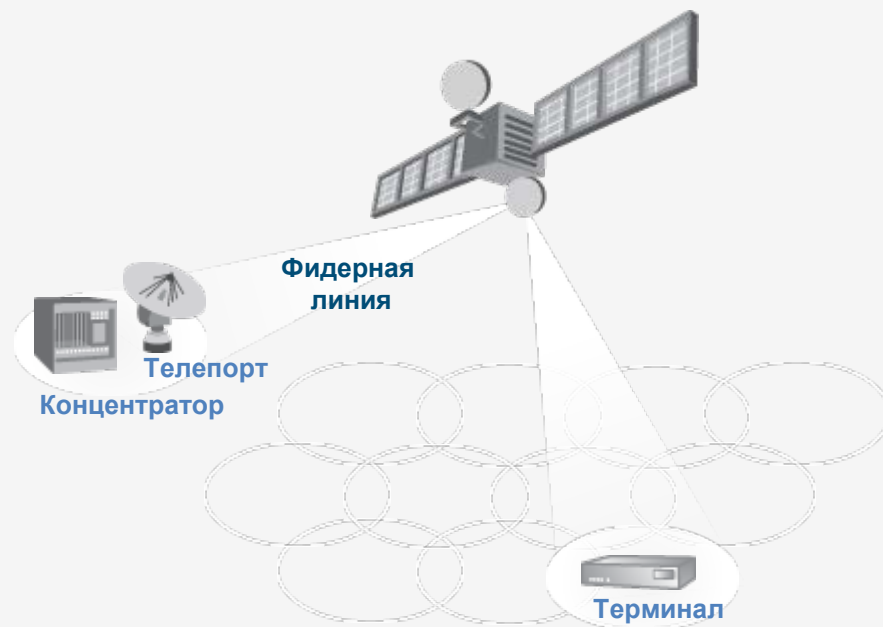 Фидерная
линия
Телепорт
Концентратор
Терминал